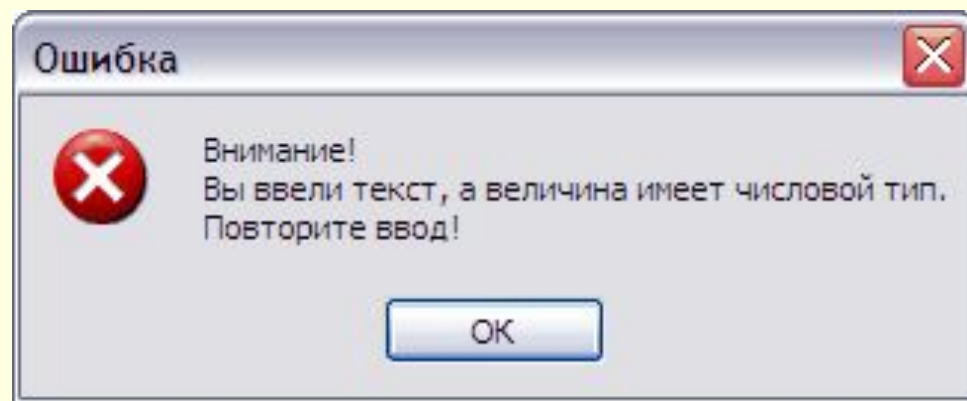 Ошибка
Внимание!
Вы ввели текст, а величина имеет числовой тип.
Повторите ввод!
OK